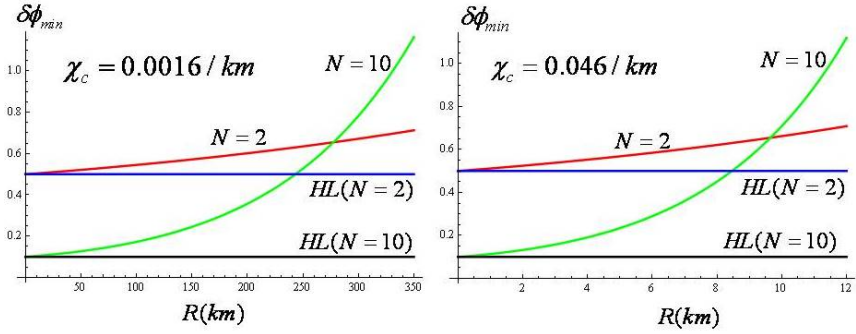 δϕ_min
χ_c = 0.0016 / km
N = 10
N = 2
HL(N = 2)
HL(N = 10)
1.0
0.8
0.6
0.4
0.2
50
100
150
200
250
300
350
R(km)
δϕ_min
χ_c = 0.046 / km
N = 10
N = 2
HL(N = 2)
HL(N = 10)
1.0
0.8
0.6
0.4
0.2
2
4
6
8
10
12
R(km)